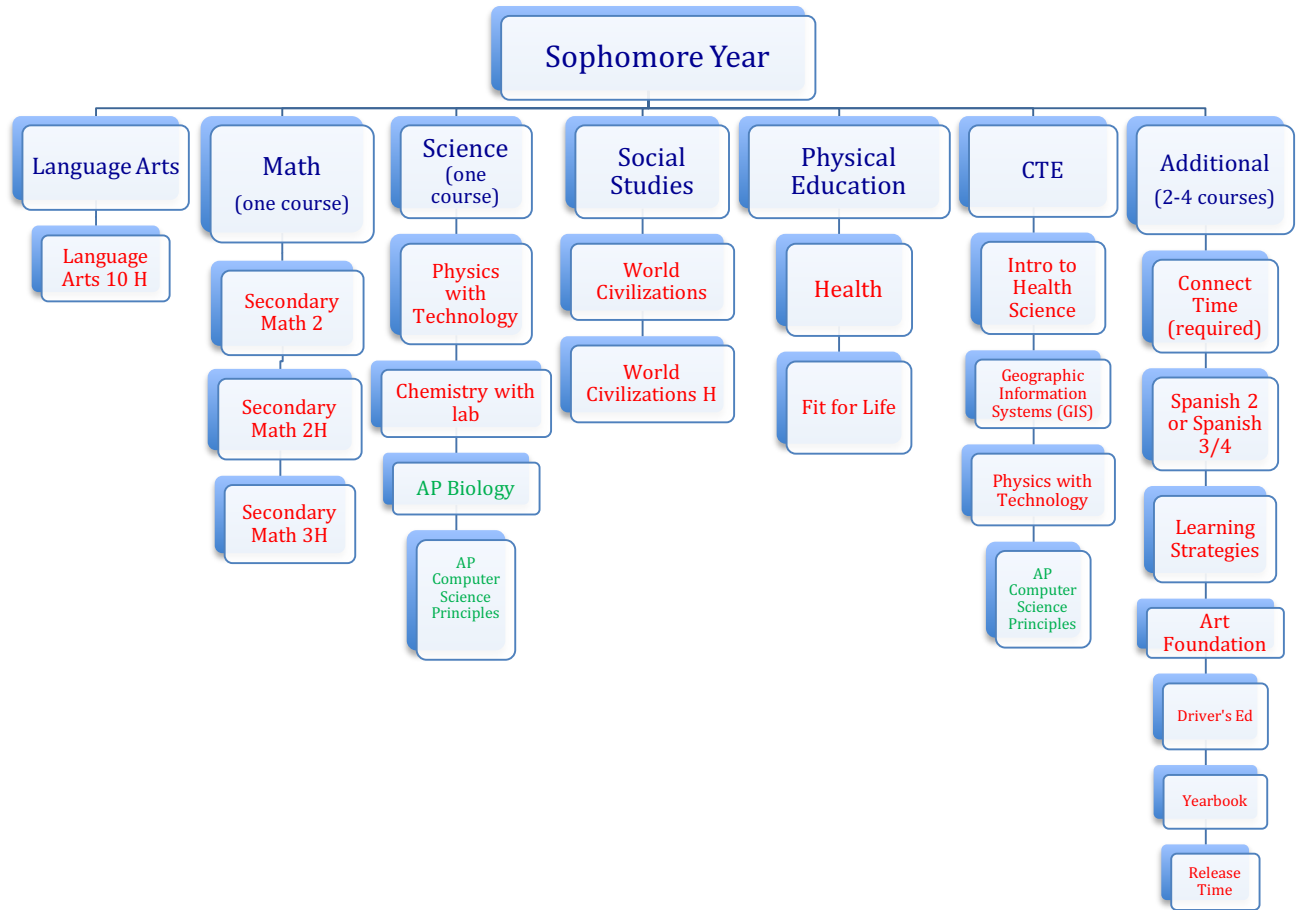 Sophomore Year
Language Arts
Language
Arts 10 H
Math
(one course)
Secondary
Math 2
Secondary
Math 2H
Secondary
Math 3H
Science
(one
course)
Physics
with
Technology
Chemistry with
lab
AP Biology
AP
Computer
Science
Principles
Social
Studies
World
Civilizations
World
Civilizations H
Physical
Education
Health
Fit for Life
CTE
Intro to
Health
Science
Geographic
Information
Systems (GIS)
Physics with
Technology
AP
Computer
Science
Principles
Additional
(2-4 courses)
Connect
Time
(required)
Spanish 2
or Spanish
3/4
Learning
Strategies
Art
Foundation
Driver's Ed
Yearbook
Release
Time